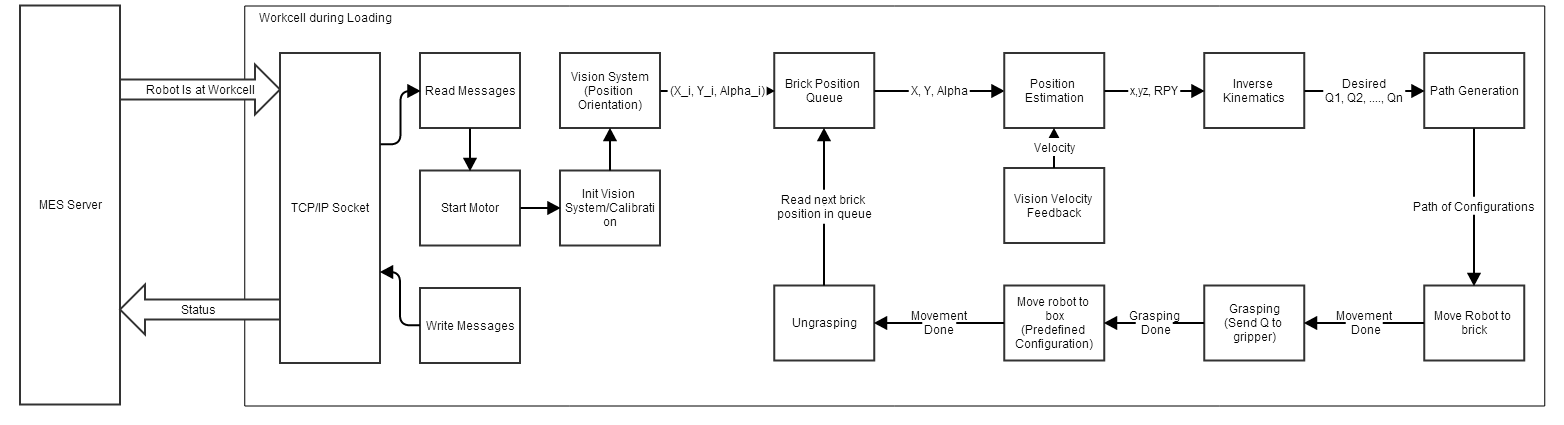 Workcell during Loading
MES Server
Robot Is at Workcell
Status
TCP/IP Socket
Read Messages
Start Motor
Write Messages
Vision System
(Position
Orientation)
Init Vision
System/Calibrati
on
(X_i, Y_i, Alpha_i)
Brick Position
Queue
X, Y, Alpha
Position
Estimation
Velocity
Vision Velocity
Feedback
x,yz, RPY
Inverse
Kinematics
Desired
Q1, Q2, ...., Qn
Path Generation
Path of Configurations
Move Robot to
brick
Movement
Done
Grasping
(Send Q to
gripper)
Grasping
Done
Move robot to
box
(Predefined
Configuration)
Movement
Done
Ungrasping
Read next brick
position in queue